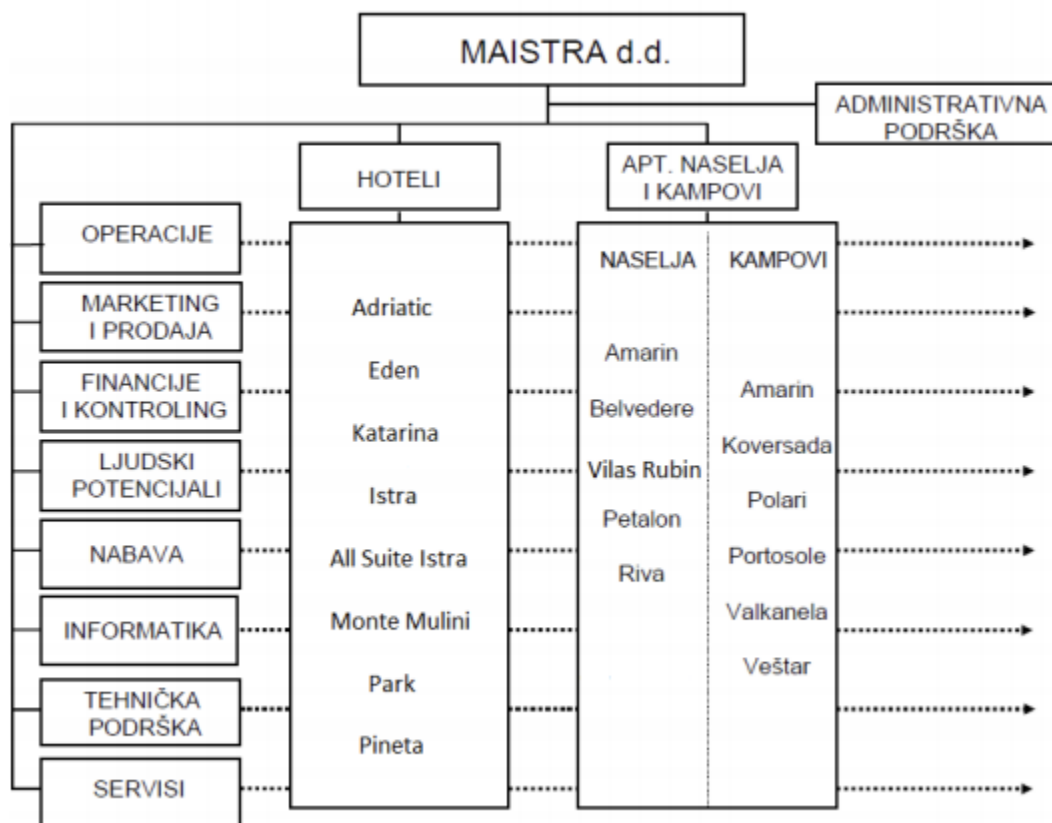 MAISTRA d.d.
ADMINISTRATIVNA
PODRŠKA
HOTELI
APT. NASELJA
I KAMPOVI
OPERACIJE
MARKETING
I PRODAJA
FINANCIJE
I KONTROLING
LJUDSKI
POTENCIJALI
NABAVA
INFORMATIKA
TEHNIČKA
PODRŠKA
SERVISI
Adriatic
Eden
Katarina
Istra
All Suite Istra
Monte Mulini
Park
Pineta
NASELJA
Amarin
Belvedere
Vilas Rubin
Petalon
Riva
KAMPOVI
Amarin
Koversada
Polari
Portosole
Valkanela
Veštar